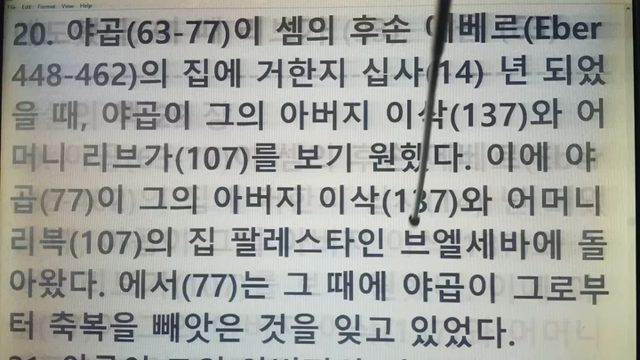 File Edit Format View Help
20. 야곱(63-77)이 셈의 후손 에베르(Eber
448-462)의 집에 거한지 십사(14) 년 되었
을 때, 야곱이 그의 아버지 이삭(137)와 어
머니 리브가(107)를 보기 원했다. 이에 야
곱(77)이 그의 아버지 이삭(137)와 어머니
리복(107)의 집 팔레스타인 브엘세바에 돌
아왔다. 에서(77)는 그 때에 야곱이 그로부
터 축복을 빼앗은 것을 잊고 있었다.